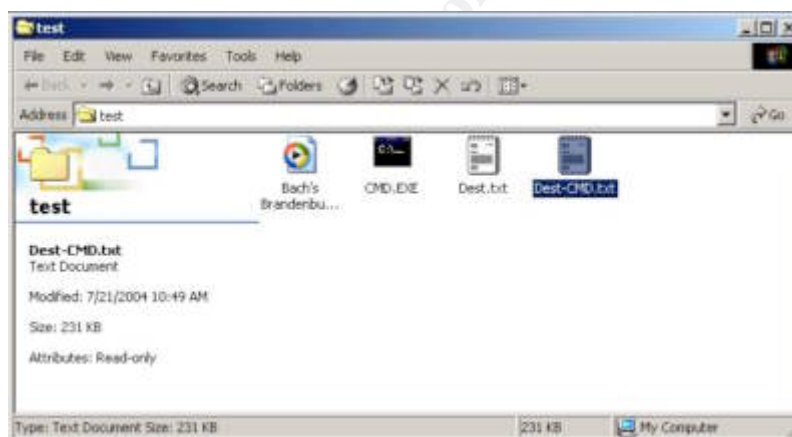 test
File Edit View Favorites Tools Help
Back Search Folders
Address test Go
Bach's Brandenbu...
CMD.EXE
Dest.txt
Dest-CMD.txt
test
Dest-CMD.txt
Text Document
Modified: 7/21/2004 10:49 AM
Size: 231 KB
Attributes: Read-only
Type: Text Document Size: 231 KB 231 KB My Computer